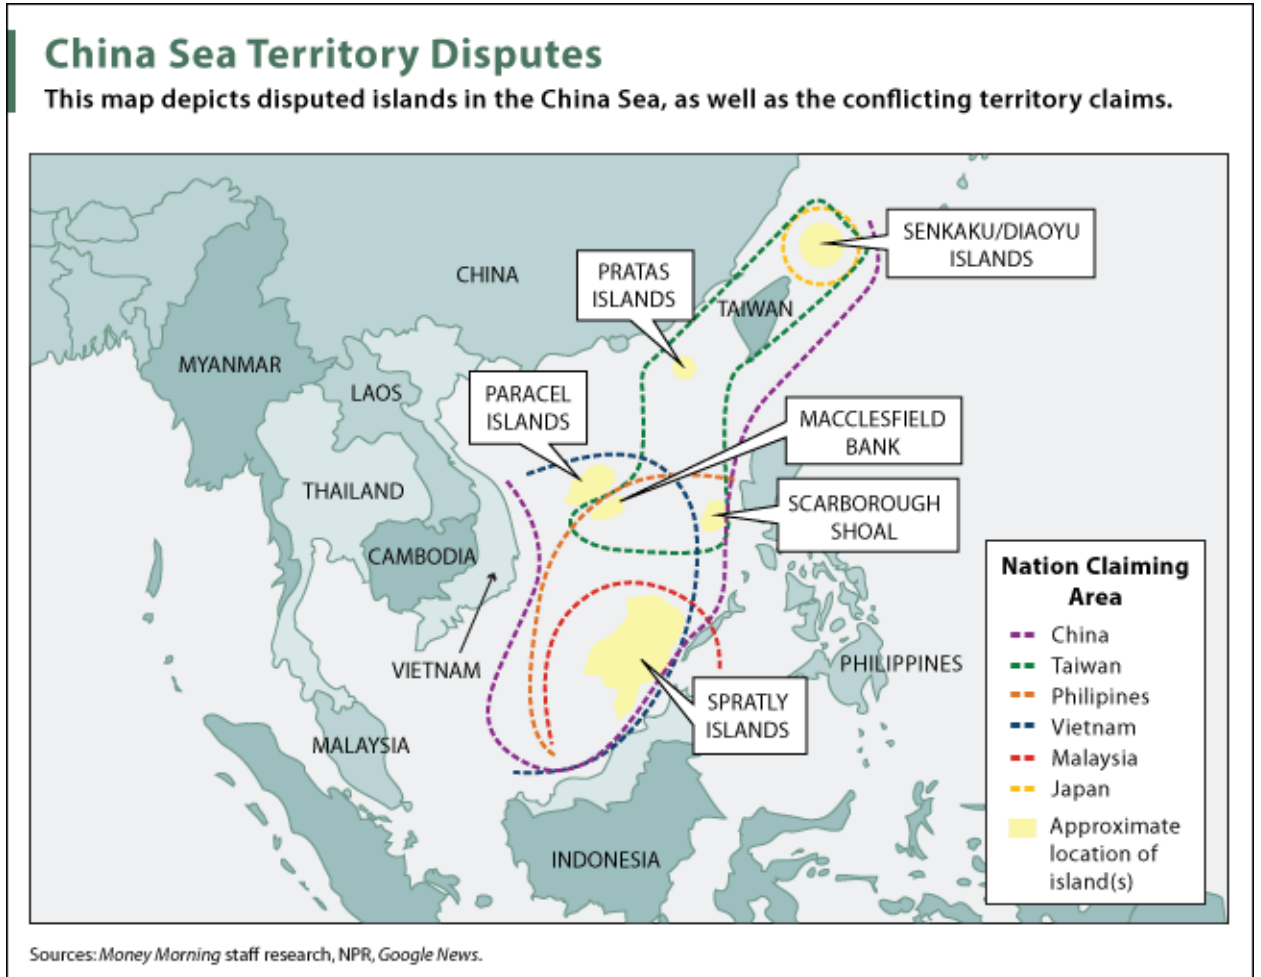 China Sea Territory Disputes
This map depicts disputed islands in the China Sea, as well as the conflicting territory claims.
SENKAKU/DIAOYU
ISLANDS
PRATAS
ISLANDS
CHINA
TAIWAN
MYANMAR
LAOS
PARACEL
ISLANDS
MACCLESFIELD
BANK
THAILAND
SCARBOROUGH
SHOAL
CAMBODIA
VIETNAM
PHILIPPINES
SPRATLY
ISLANDS
MALAYSIA
INDONESIA
Nation Claiming
Area
China
Taiwan
Philipines
Vietnam
Malaysia
Japan
Approximate
location of
island(s)
Sources: Money Morning staff research, NPR, Google News.